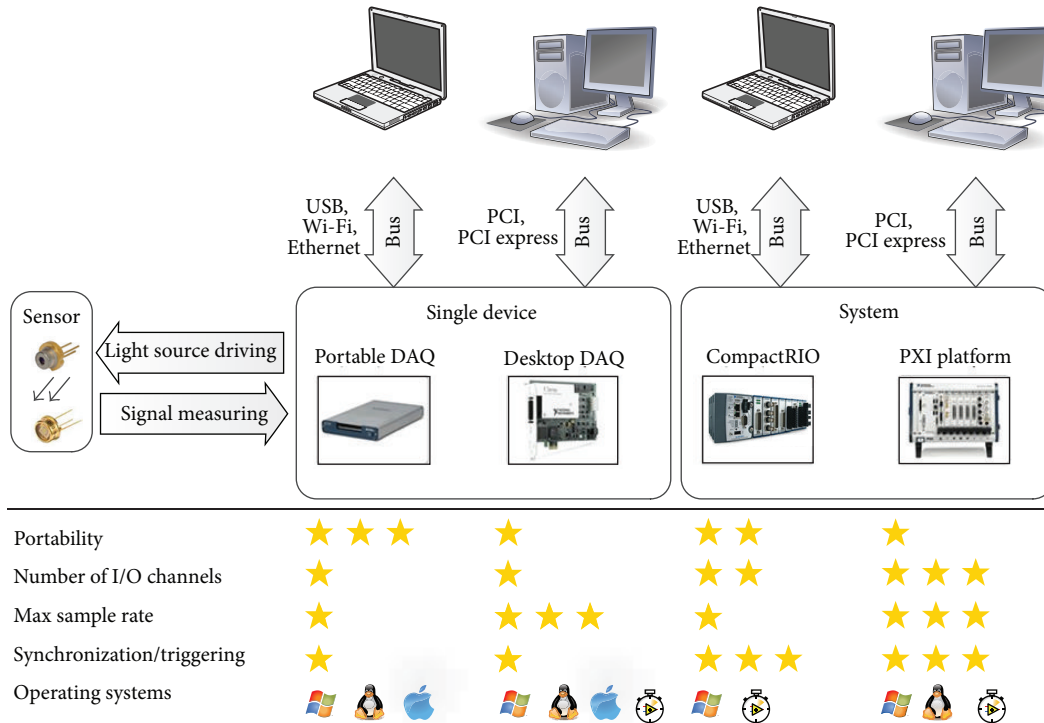 USB,
Wi-Fi,
Ethernet
Bus
PCI,
PCI express
Bus
USB,
Wi-Fi,
Ethernet
Bus
PCI,
PCI express
Bus
Sensor
Light source driving
Signal measuring
Single device
Portable DAQ
Desktop DAQ
System
CompactRIO
PXI platform
Portability
Number of I/O channels
Max sample rate
Synchronization/triggering
Operating systems